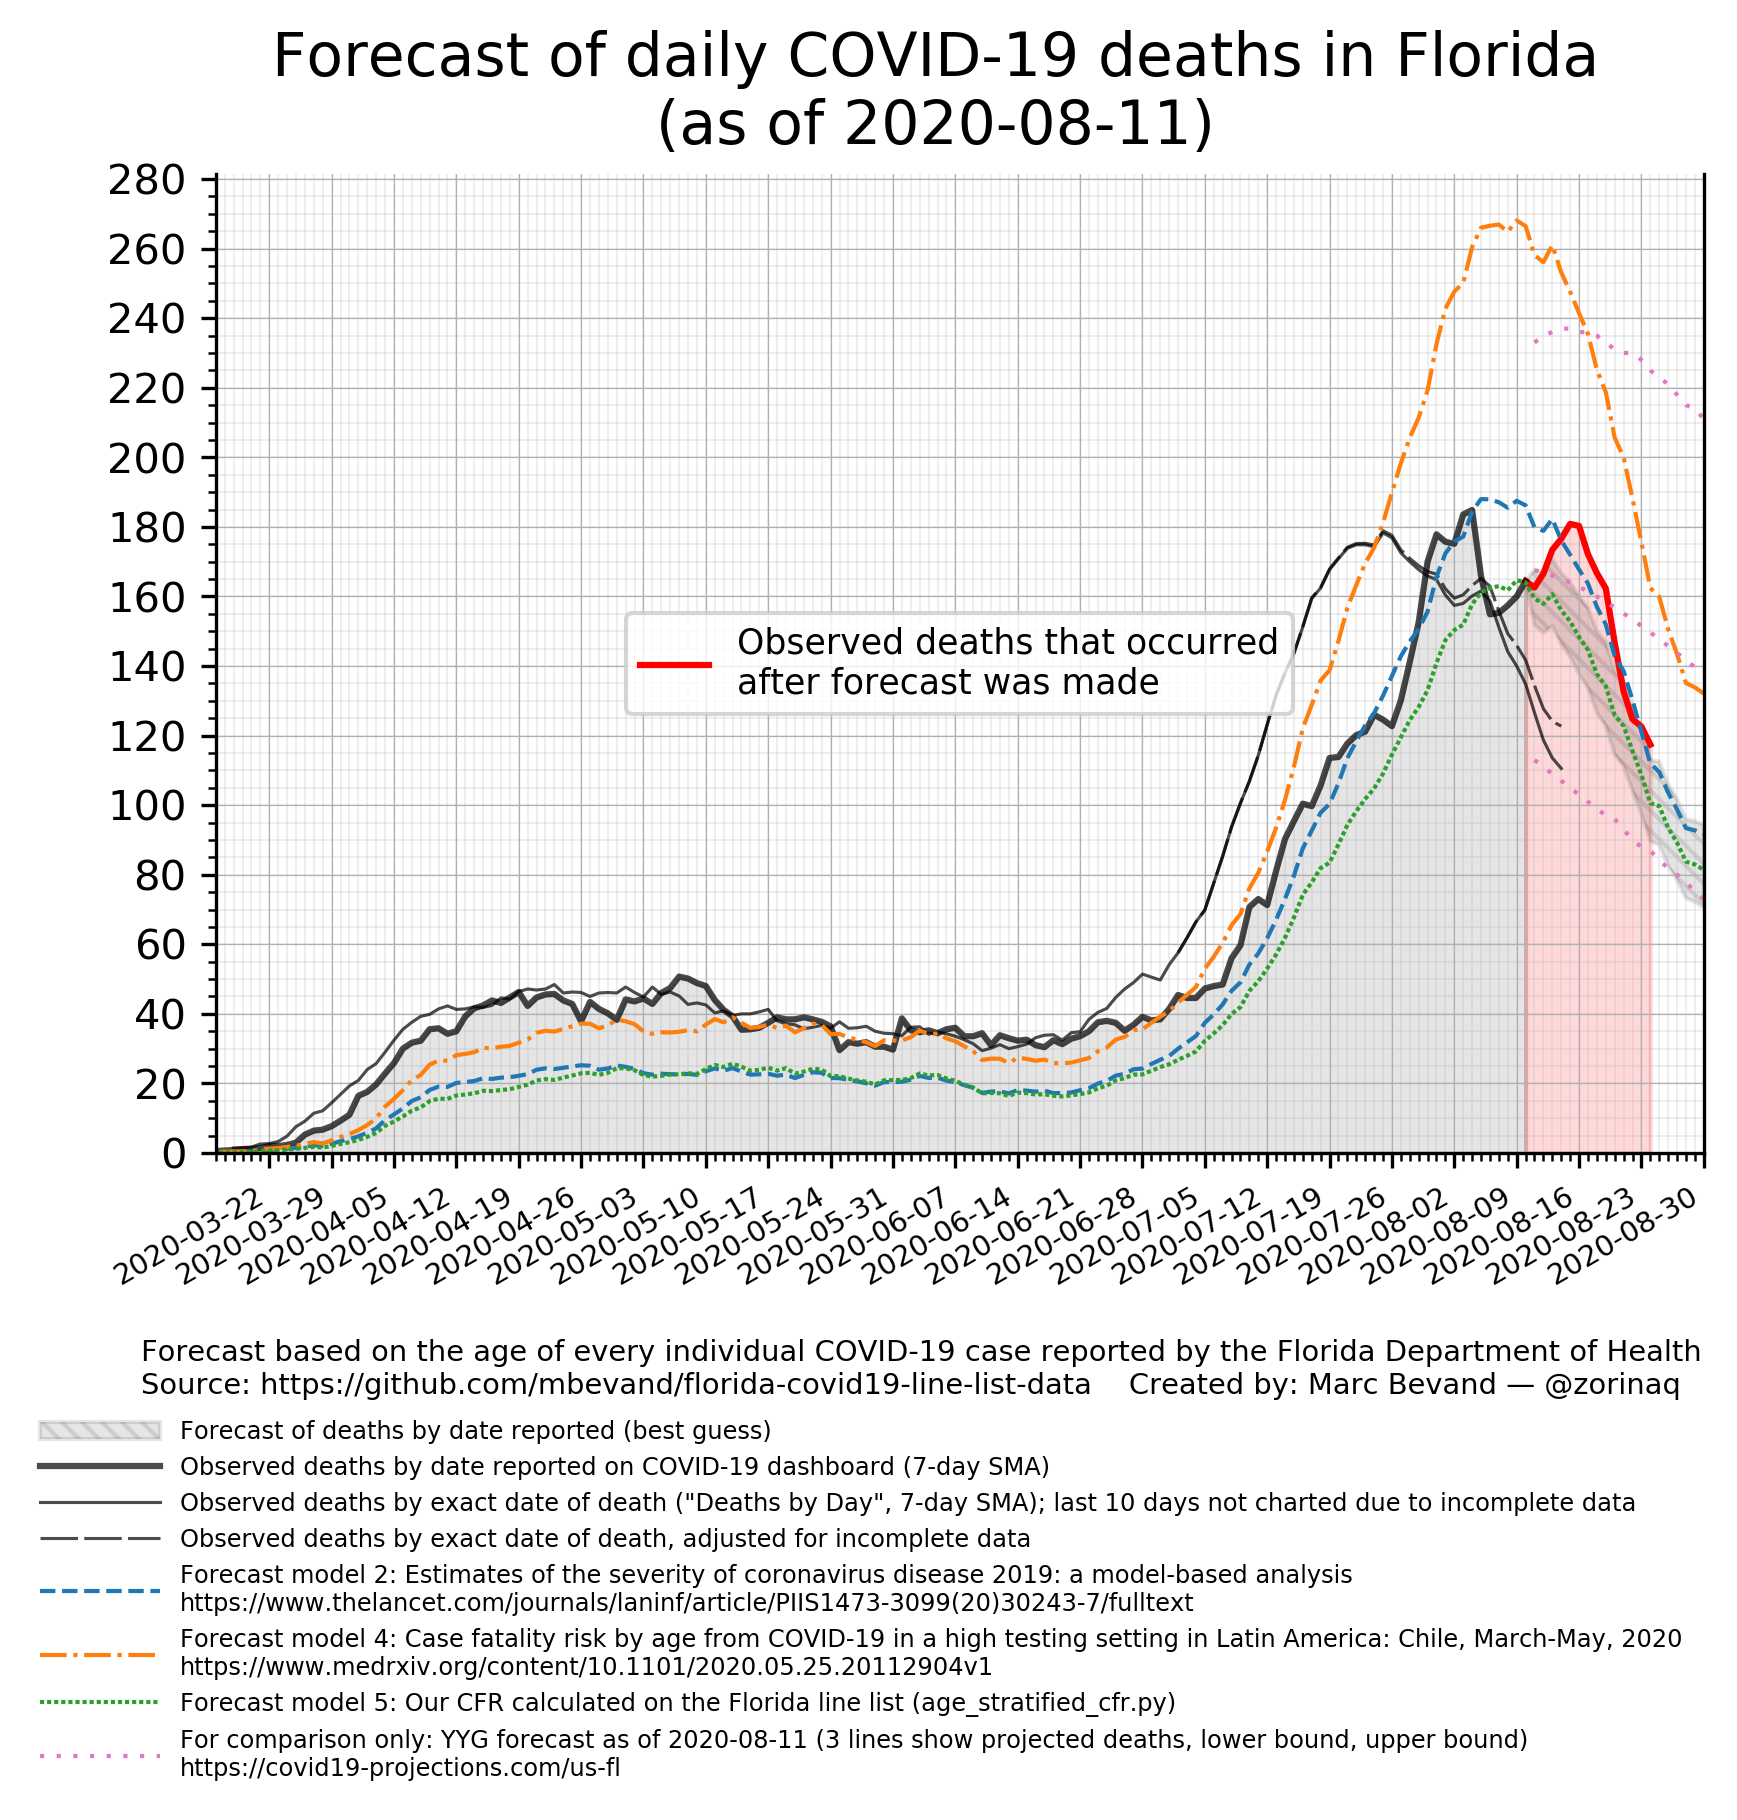 Forecast of daily COVID-19 deaths in Florida
(as of 2020-08-11)
280
260
240
220
200
180
160
140
120
100
80
60
40
20
0
Observed deaths that occurred
after forecast was made
2020-03-22
2020-03-29
2020-04-05
2020-04-12
2020-04-19
2020-04-26
2020-05-03
2020-05-10
2020-05-17
2020-05-24
2020-05-31
2020-06-07
2020-06-14
2020-06-21
2020-06-28
2020-07-05
2020-07-12
2020-07-19
2020-07-26
2020-08-02
2020-08-09
2020-08-16
2020-08-23
2020-08-30
Forecast based on the age of every individual COVID-19 case reported by the Florida Department of Health
Source: https://github.com/mbevand/florida-covid19-line-list-data Created by: Marc Bevand — @zorinaq
Forecast of deaths by date reported (best guess)
Observed deaths by date reported on COVID-19 dashboard (7-day SMA)
Observed deaths by exact date of death ("Deaths by Day", 7-day SMA); last 10 days not charted due to incomplete data
Observed deaths by exact date of death, adjusted for incomplete data
Forecast model 2: Estimates of the severity of coronavirus disease 2019: a model-based analysis
https://www.thelancet.com/journals/laninf/article/PIIS1473-3099(20)30243-7/fulltext
Forecast model 4: Case fatality risk by age from COVID-19 in a high testing setting in Latin America: Chile, March-May, 2020
https://www.medrxiv.org/content/10.1101/2020.05.25.20112904v1
Forecast model 5: Our CFR calculated on the Florida line list (age_stratified_cfr.py)
For comparison only: YYG forecast as of 2020-08-11 (3 lines show projected deaths, lower bound, upper bound)
https://covid19-projections.com/us-fl